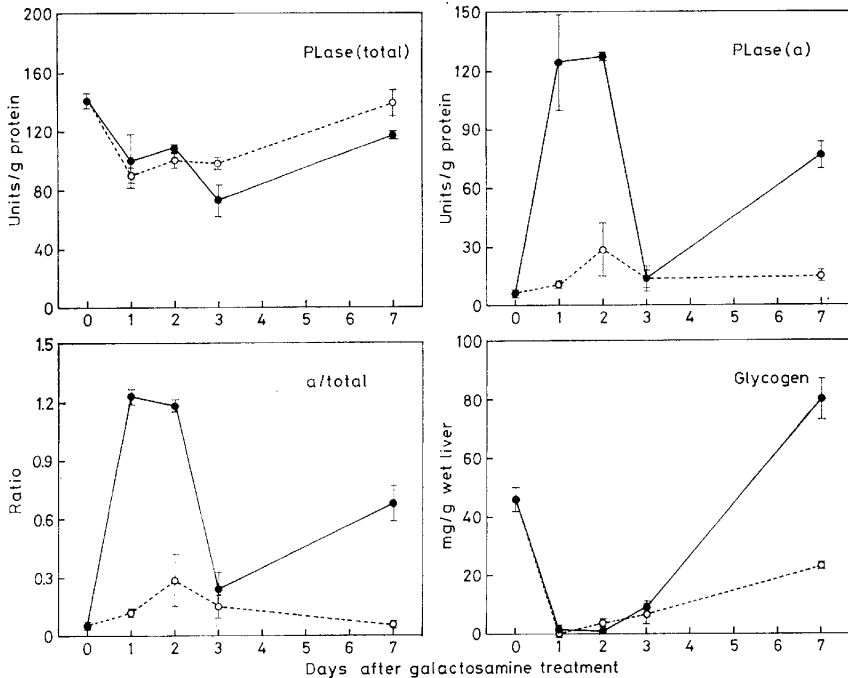 PLase(total)
Units/g protein
200
160
120
80
40
0
0 1 2 3 4 5 6 7
PLase(a)
Units/g protein
150
120
90
60
30
0
0 1 2 3 4 5 6 7
a/total
Ratio
1.5
1.2
0.9
0.6
0.3
0
0 1 2 3 4 5 6 7
Glycogen
mg/g wet liver
100
80
60
40
20
0
0 1 2 3 4 5 6 7
Days after galactosamine treatment